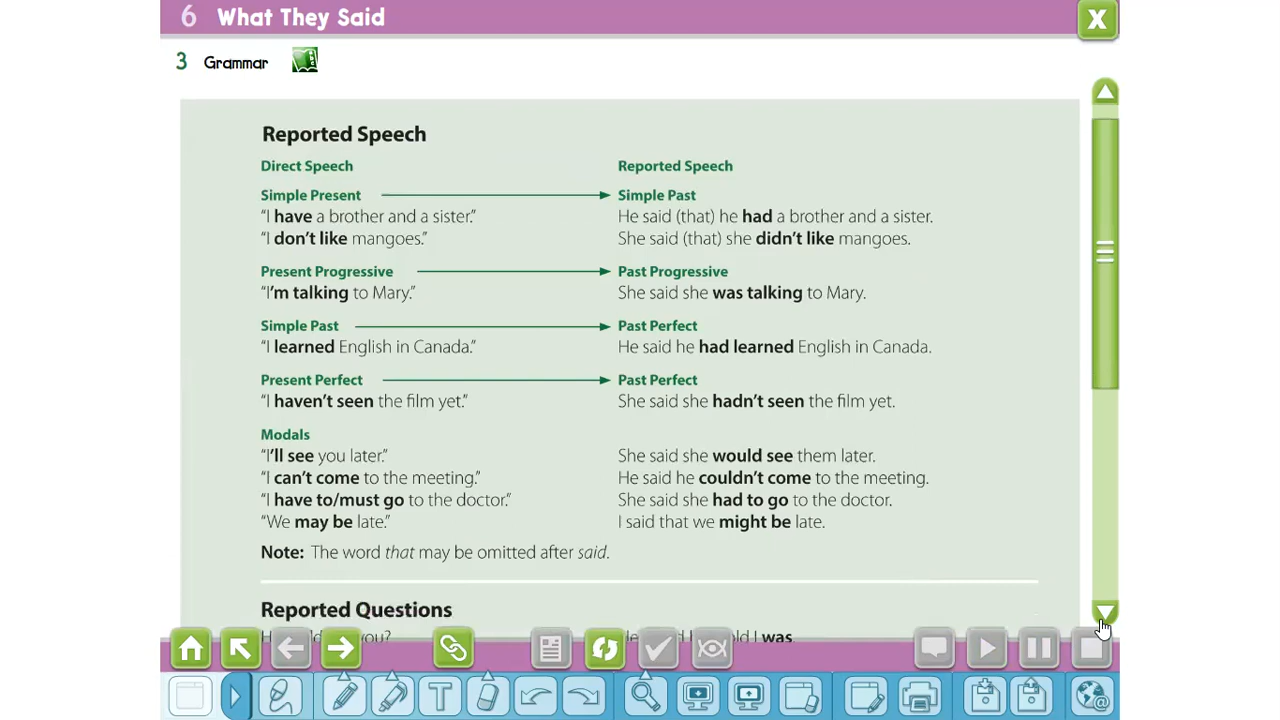 6 What They Said
X
3 Grammar
Reported Speech
Direct Speech Reported Speech
Simple Present Simple Past
“I have a brother and a sister.” He said (that) he had a brother and a sister.
“I don’t like mangoes.” She said (that) she didn’t like mangoes.
Present Progressive Past Progressive
“I’m talking to Mary.” She said she was talking to Mary.
Simple Past Past Perfect
“I learned English in Canada.” He said he had learned English in Canada.
Present Perfect Past Perfect
“I haven’t seen the film yet.” She said she hadn’t seen the film yet.
Modals
“I’ll see you later.” She said she would see them later.
“I can’t come to the meeting.” He said he couldn’t come to the meeting.
“I have to/must go to the doctor.” She said she had to go to the doctor.
“We may be late.” I said that we might be late.
Note: The word that may be omitted after said.
Reported Questions
you? I was
T